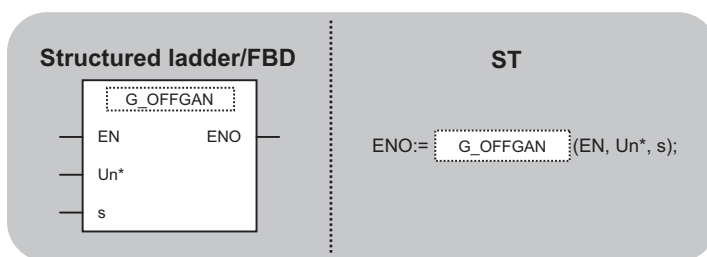 Structured ladder/FBD
G_OFFGAN
EN ENO
Un*
s
ST
ENO:= G_OFFGAN (EN, Un*, s);